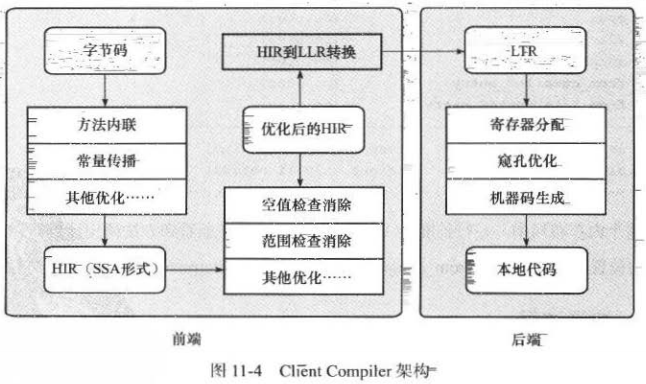 字节码
方法内联
常量传播
其他优化……
HIR（SSA形式）
HIR到LLR转换
优化后的HIR
空值检查消除
范围检查消除
其他优化……
前端
LIR
寄存器分配
窥孔优化
机器码生成
本地代码
后端
图 11-4 Client Compiler 架构